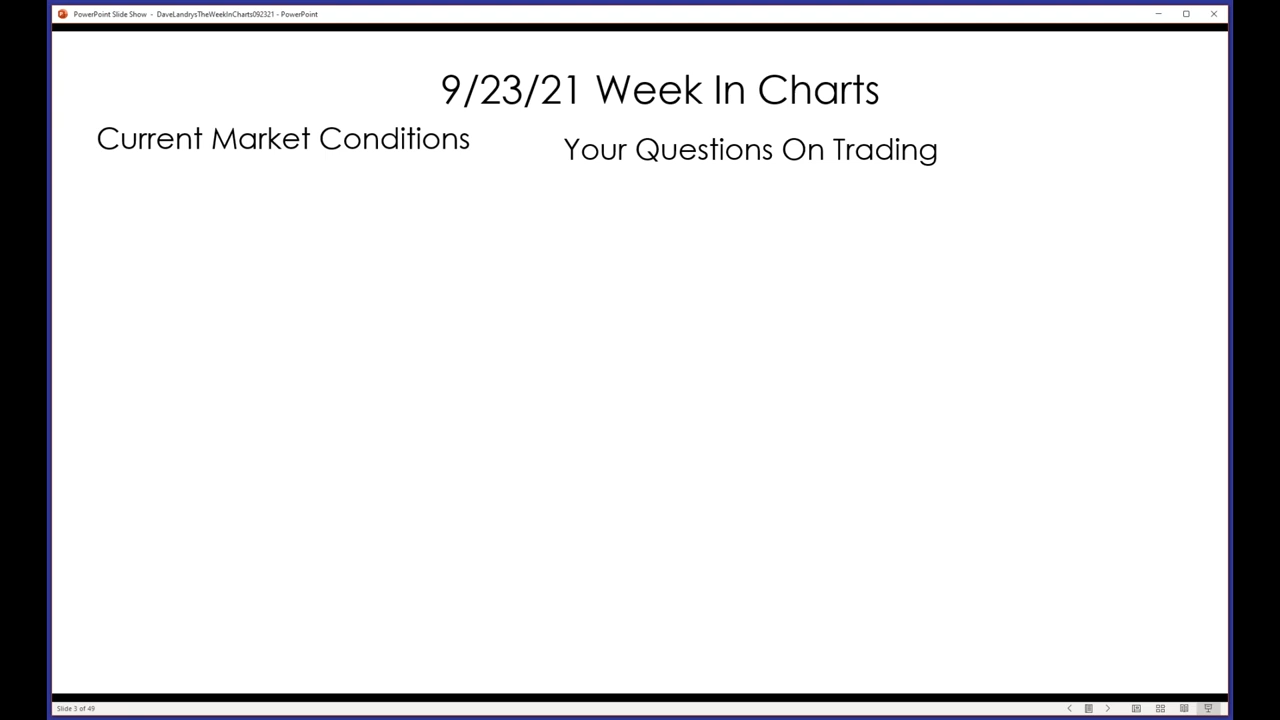 PowerPoint Slide Show - DaveLandrysTheWeekInCharts092321 - PowerPoint
9/23/21 Week In Charts
Current Market Conditions
Your Questions On Trading
Slide 3 of 49